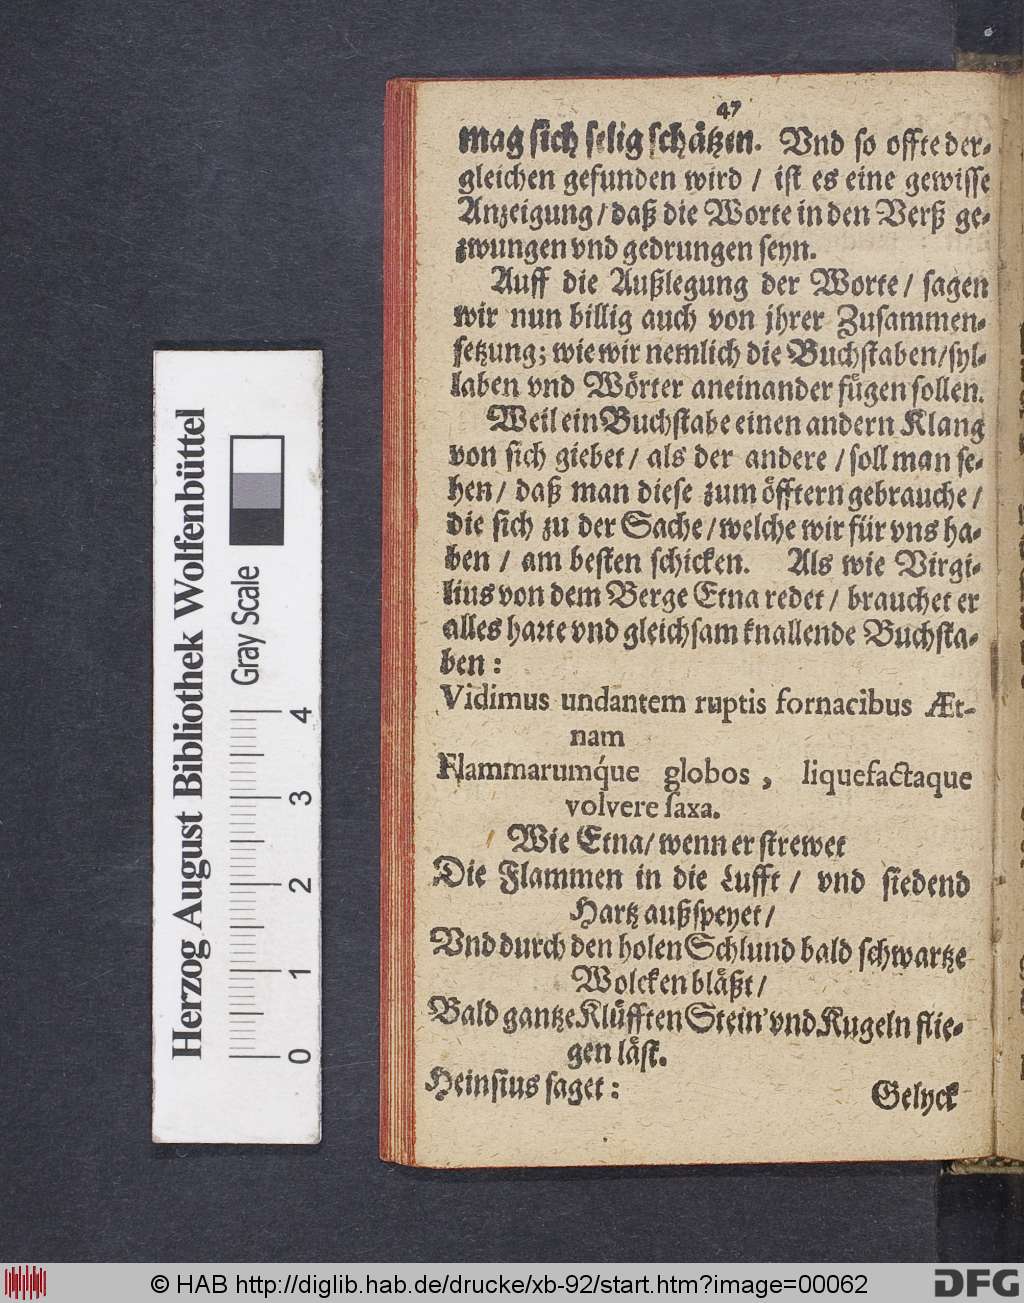 47
mag sich selig schätzen. Vnd so offte der-
gleichen gefunden wird / ist es eine gewisse
Anzeigung / daß die Worte in den Verß ge-
zwungen vnd gedrungen seyn.
Auff die Außlegung der Worte / sagen
wir nun billig auch von jhrer Zusammen-
setzung; wie wir nemlich die Buchstaben / syl-
laben vnd Wörter aneinander fügen sollen.
Weil ein Buchstabe einen andern Klang
von sich giebet / als der andere / soll man se-
hen / daß man diese zum öfftern gebrauche /
die sich zu der Sache / welche wir für vns ha-
ben / am besten schicken. Als wie Virgi-
lius von dem Berge Etna redet / brauchet er
alles harte vnd gleichsam knallende Buchsta-
ben :
Vidimus undantem ruptis fornacibus Æt-
nam
Flammarumq́ue globos , liquefactaque
volvere saxa.
Wie Etna / wenn er strewet
Die Flammen in die Lufft / vnd siedend
Hartz außspeyet /
Vnd durch den holen Schlund bald schwartze
Wolcken bläßt /
Bald gantze Klüfften Stein' vnd Kugeln flie-
gen läst.
Heinsius saget :
Gelyck
Herzog August Bibliothek Wolfenbüttel
Gray Scale
0 1 2 3 4
© HAB http://diglib.hab.de/drucke/xb-92/start.htm?image=00062
DFG